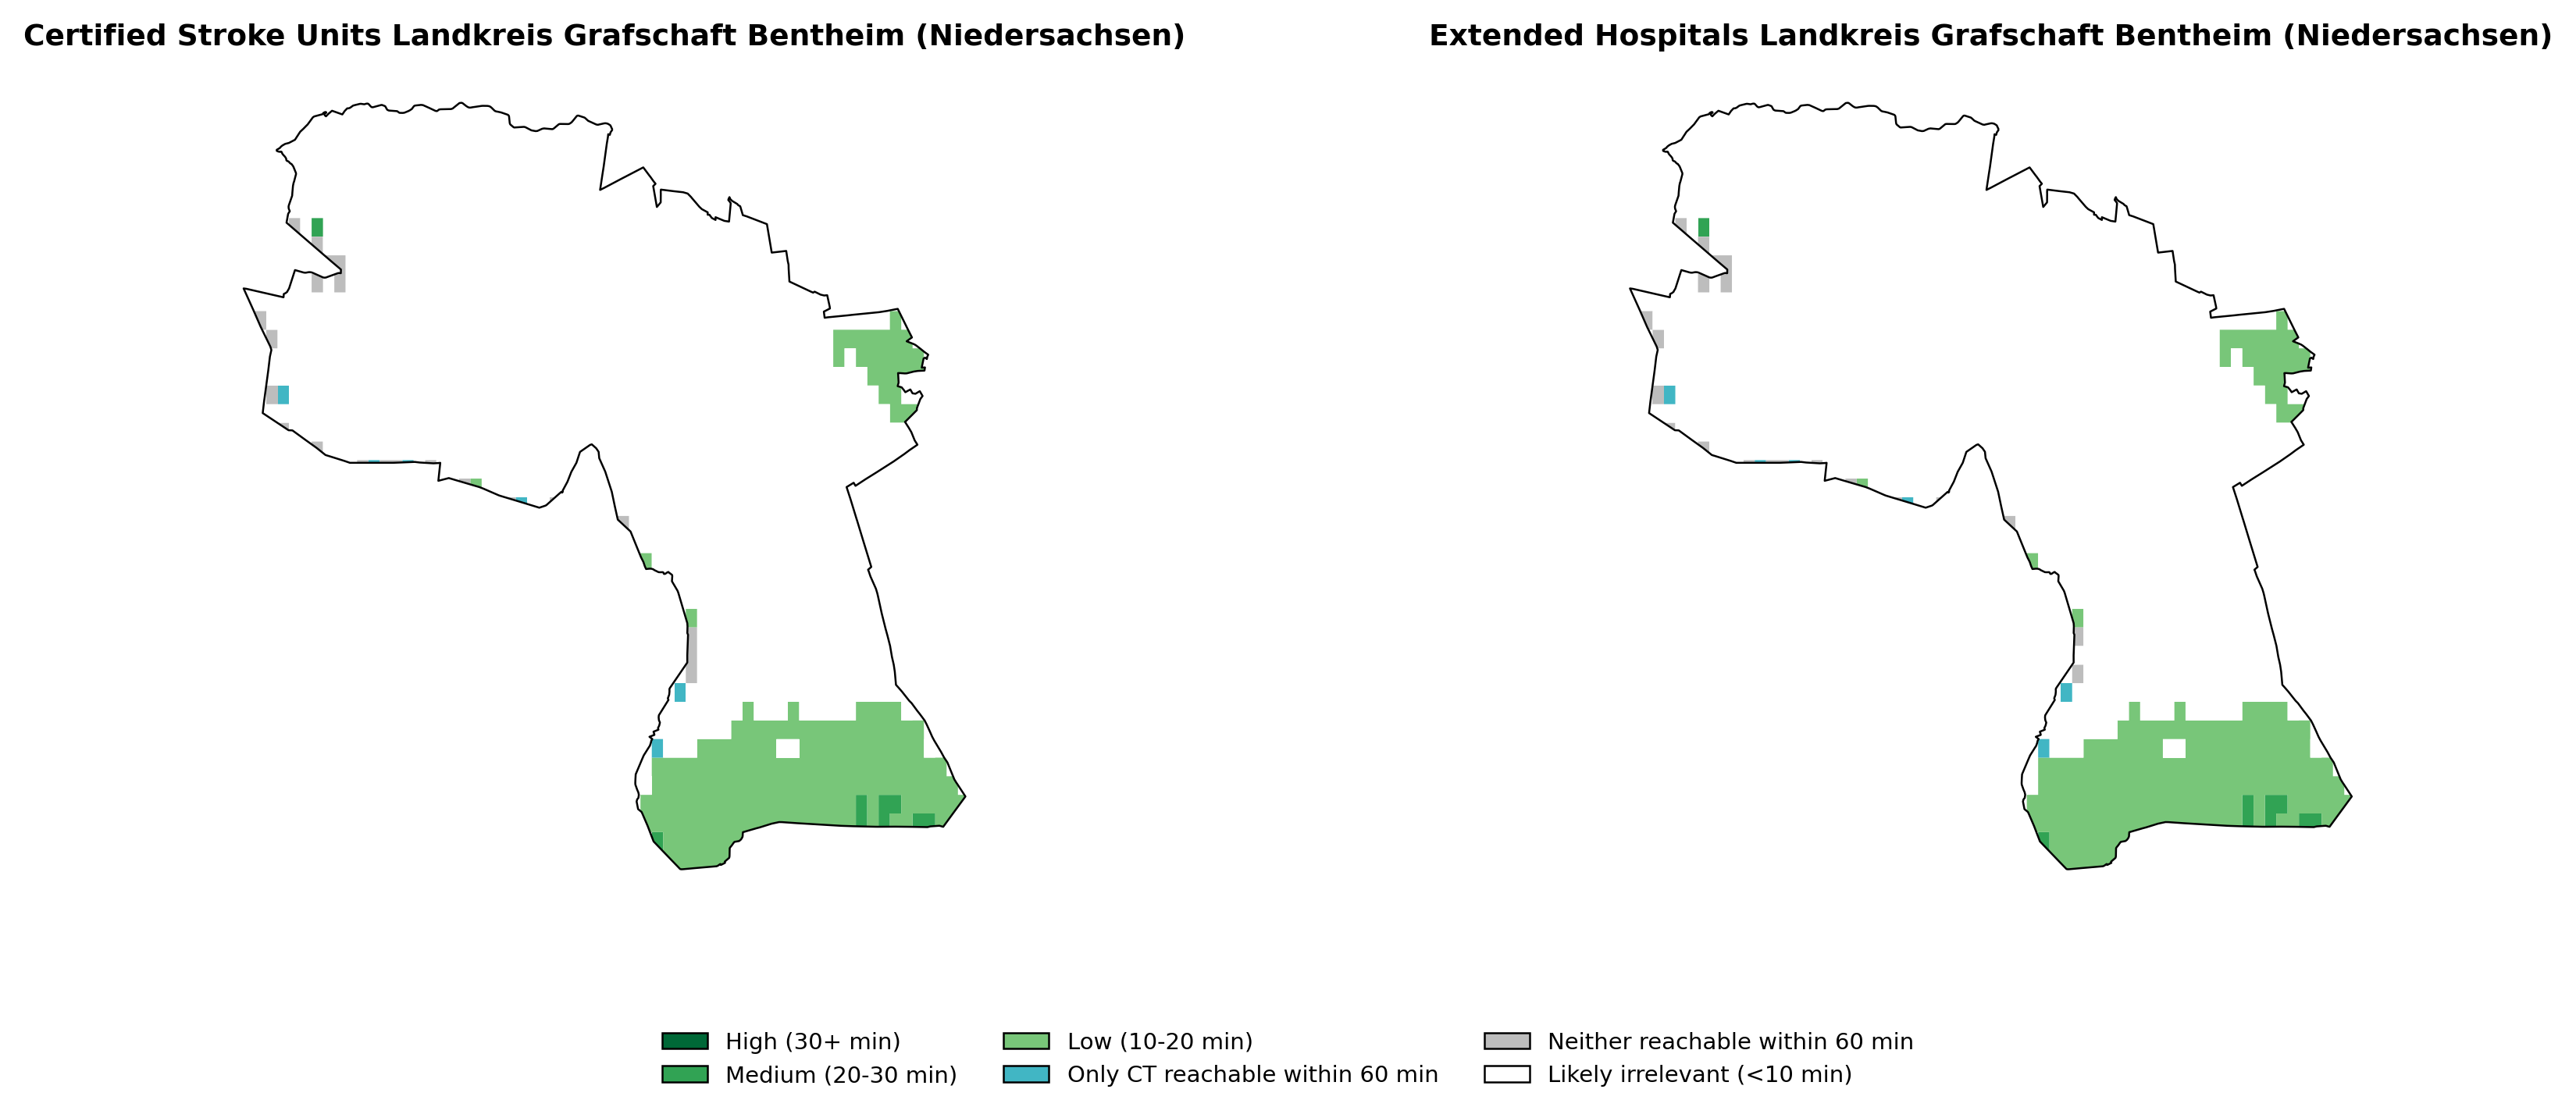 Certified Stroke Units Landkreis Grafschaft Bentheim (Niedersachsen)
Extended Hospitals Landkreis Grafschaft Bentheim (Niedersachsen)
High (30+ min)
Medium (20-30 min)
Low (10-20 min)
Only CT reachable within 60 min
Neither reachable within 60 min
Likely irrelevant (<10 min)